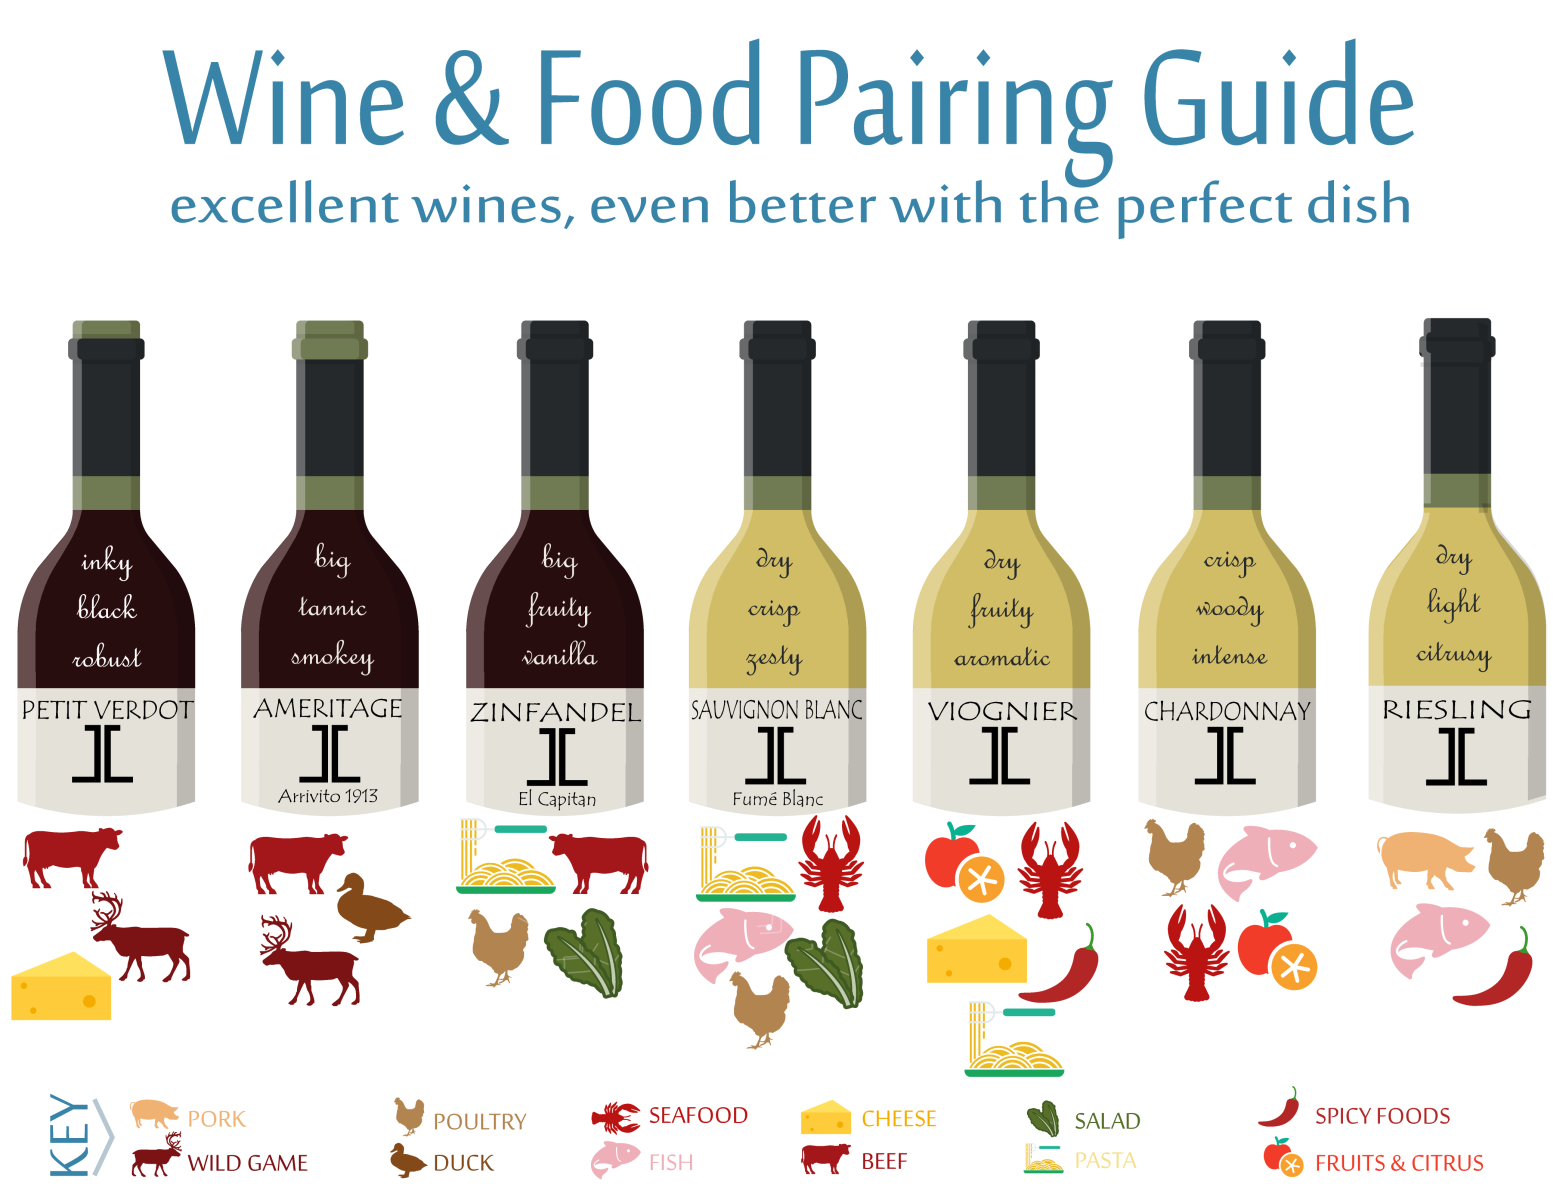 Wine & Food Pairing Guide
excellent wines, even better with the perfect dish
inky
black
robust
PETIT VERDOT
big
tannic
smokey
AMERITAGE
Arrivito 1913
big
fruity
vanilla
ZINFANDEL
El Capitan
dry
crisp
zesty
SAUVIGNON BLANC
Fumé Blanc
dry
fruity
aromatic
VIOGNIER
crisp
woody
intense
CHARDONNAY
dry
light
citrusy
RIESLING
KEY
PORK
WILD GAME
POULTRY
DUCK
SEAFOOD
FISH
CHEESE
BEEF
SALAD
PASTA
SPICY FOODS
FRUITS & CITRUS